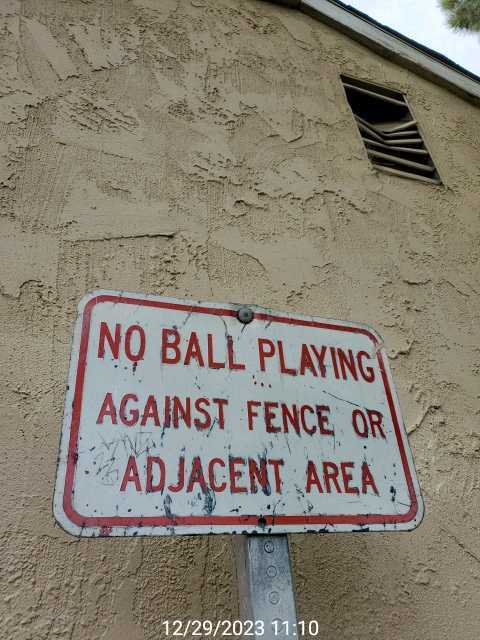 NO BALL PLAYING
AGAINST FENCE OR
ADJACENT AREA
12/29/2023 11:10